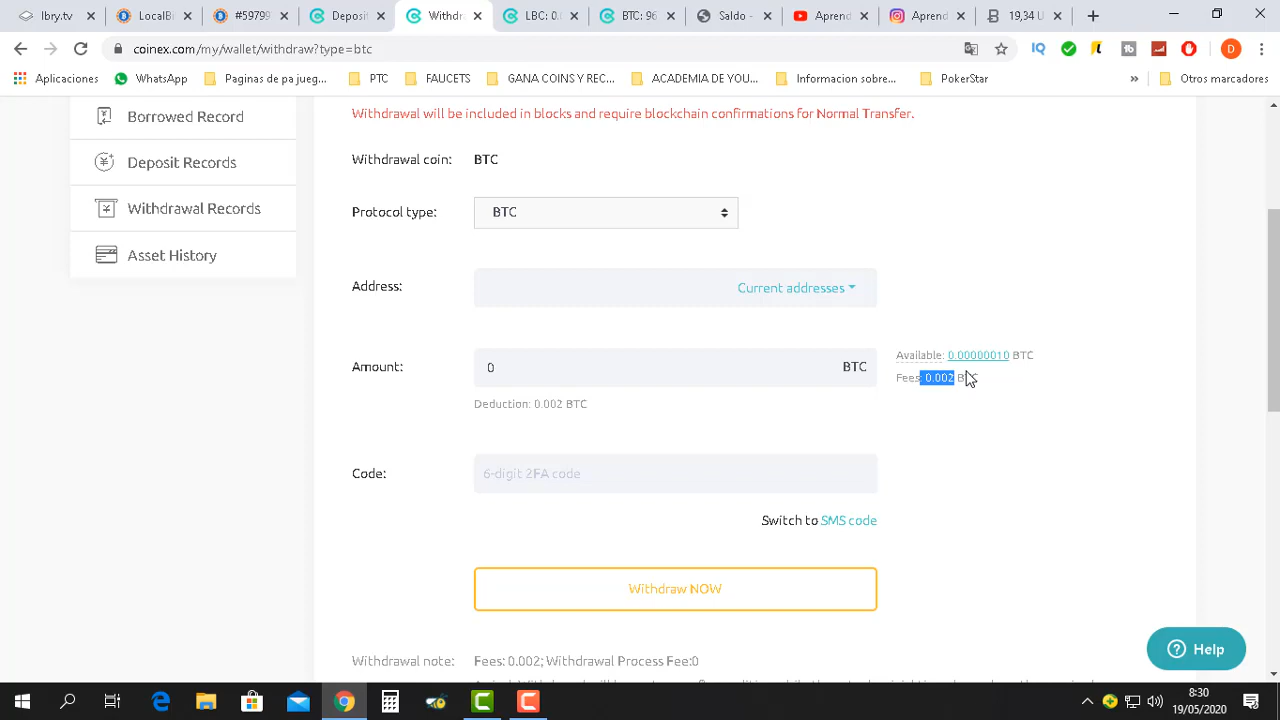 lbry.tv
LocalBi
#59799
Deposit
Withdra
LBC: 0.0
BTC: 96
Saldo
Aprend
Aprend
19,34 D
coinex.com/my/wallet/withdraw?type=btc
Aplicaciones
WhatsApp
Paginas de pa jueg...
PTC
FAUCETS
GANA COINS Y REC...
ACADEMIA DE YOU...
Informacion sobre...
PokerStar
»
Otros marcadores
Borrowed Record
Deposit Records
Withdrawal Records
Asset History
Withdrawal will be included in blocks and require blockchain confirmations for Normal Transfer.
Withdrawal coin: BTC
Protocol type: BTC
Address: Current addresses
Amount: 0 BTC
Available: 0.00000010 BTC
Fees: 0.002
Deduction: 0.002 BTC
Code: 6-digit 2FA code
Switch to SMS code
Withdraw NOW
Withdrawal note: Fees: 0.002; Withdrawal Process Fee:0
Help
8:30
19/05/2020